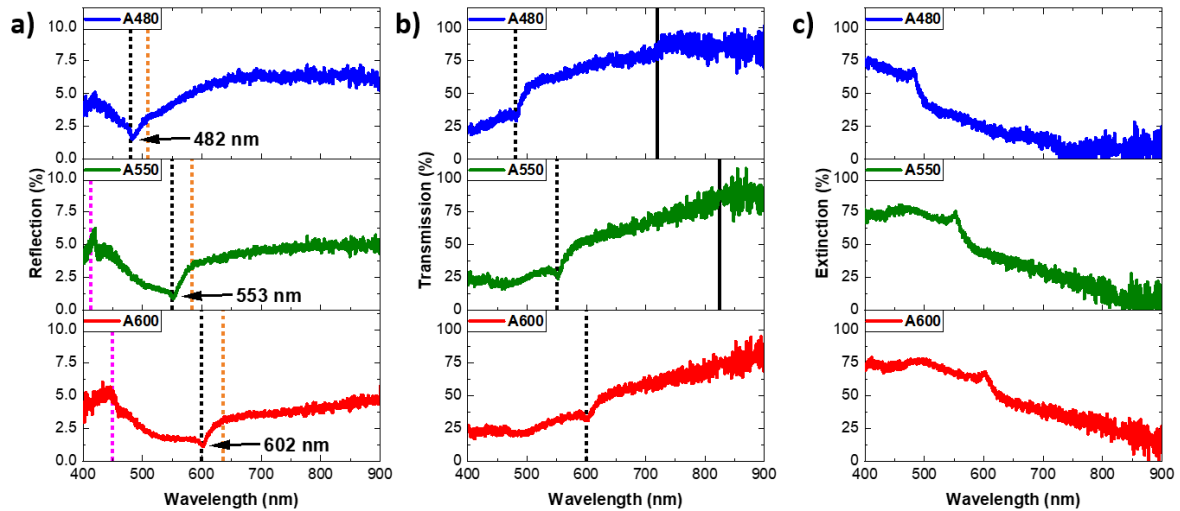 a)
A480
10.0
7.5
5.0
2.5
0.0
482 nm
A550
10.0
7.5
5.0
2.5
0.0
553 nm
A600
10.0
7.5
5.0
2.5
0.0
602 nm
400 500 600 700 800 900
Wavelength (nm)
Reflection (%)
b)
A480
100
75
50
25
0
A550
100
75
50
25
0
A600
100
75
50
25
0
400 500 600 700 800 900
Wavelength (nm)
Transmission (%)
c)
A480
100
75
50
25
0
A550
100
75
50
25
0
A600
100
75
50
25
0
400 500 600 700 800 900
Wavelength (nm)
Extinction (%)